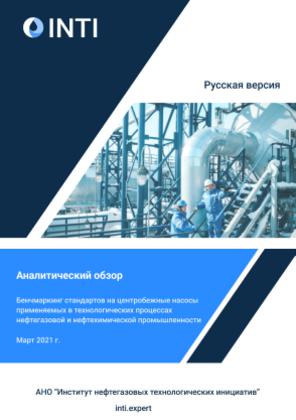 INTI
Русская версия
Аналитический обзор
Бенчмаркинг стандартов на центробежные насосы
применяемых в технологических процессах
нефтегазовой и нефтехимической промышленности
Март 2021 г.
АНО "Институт нефтегазовых технологических инициатив"
inti.expert